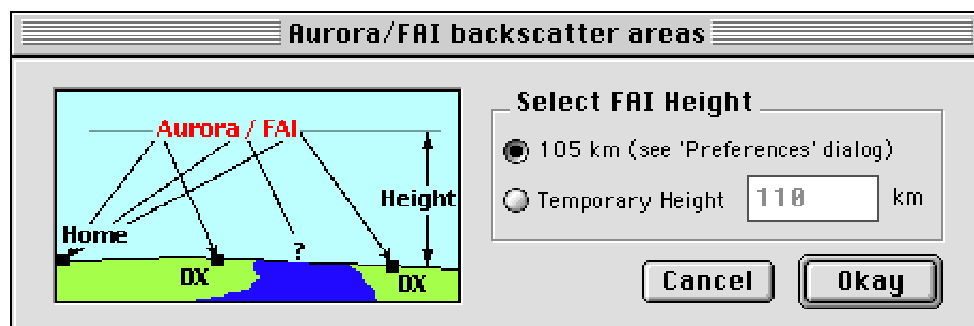 Aurora/FAI backscatter areas
Aurora / FAI
Height
Home
?
DX
DX
Select FAI Height
105 km (see 'Preferences' dialog)
Temporary Height 110 km
Cancel Okay